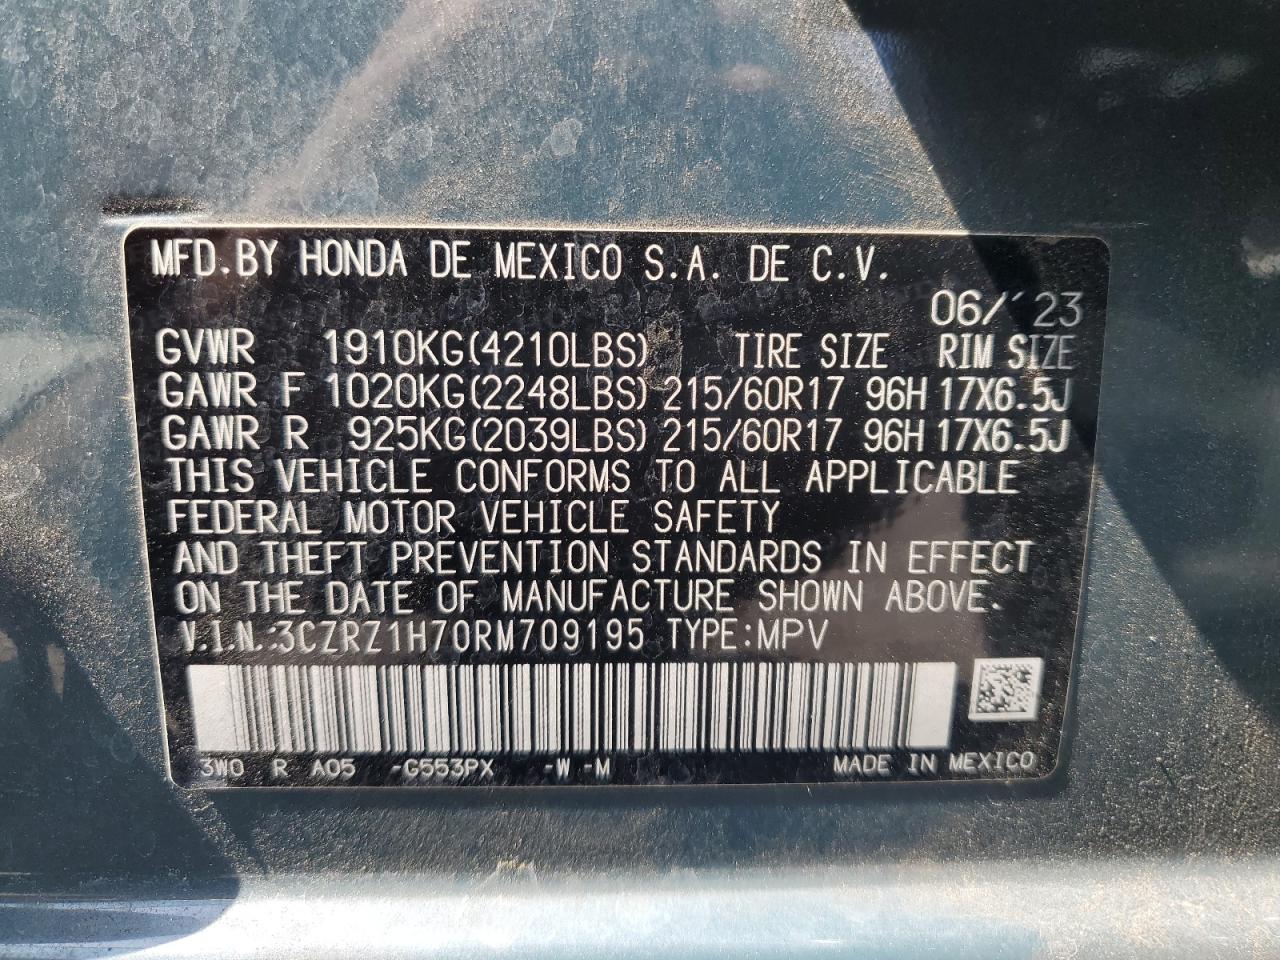 MFD.BY HONDA DE MEXICO S.A. DE C.V.
06/'23
GVWR 1910KG(4210LBS) TIRE SIZE RIM SIZE
GAWR F 1020KG(2248LBS) 215/60R17 96H 17X6.5J
GAWR R 925KG(2039LBS) 215/60R17 96H 17X6.5J
THIS VEHICLE CONFORMS TO ALL APPLICABLE
FEDERAL MOTOR VEHICLE SAFETY
AND THEFT PREVENTION STANDARDS IN EFFECT
ON THE DATE OF MANUFACTURE SHOWN ABOVE.
V.I.N.:3CZRZ1H70RM709195 TYPE:MPV
3W0 R A05 -G553PX -W -M MADE IN MEXICO